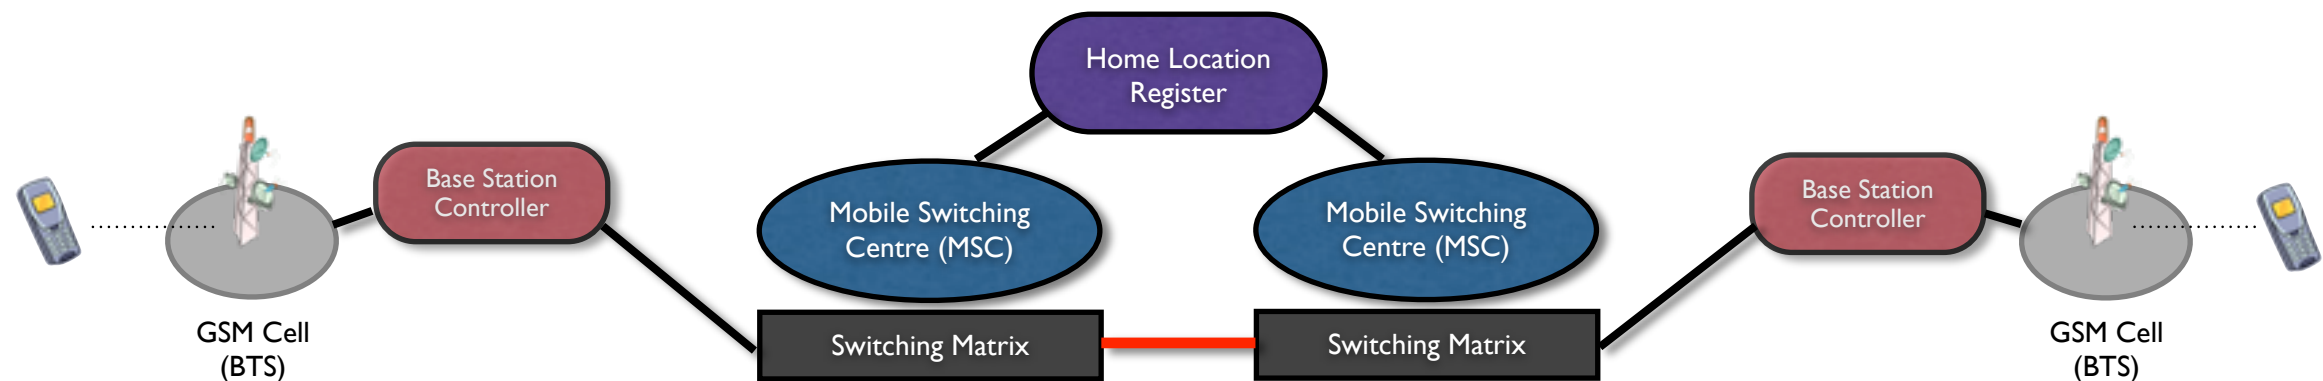 Home Location
Register
Base Station
Controller
Base Station
Controller
Mobile Switching
Centre (MSC)
Mobile Switching
Centre (MSC)
GSM Cell
(BTS)
Switching Matrix
Switching Matrix
GSM Cell
(BTS)